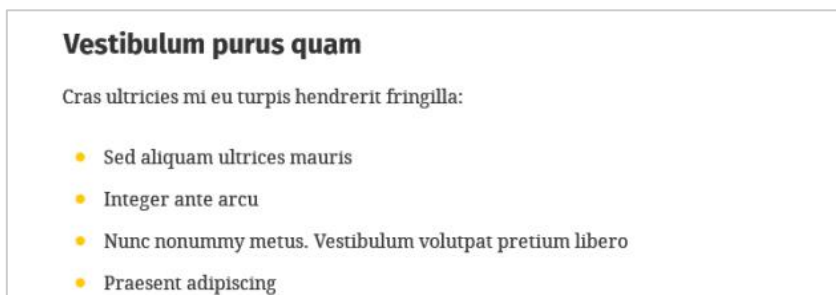 Vestibulum purus quam
Cras ultricies mi eu turpis hendrerit fringilla:
Sed aliquam ultrices mauris
Integer ante arcu
Nunc nonummy metus. Vestibulum volutpat pretium libero
Praesent adipiscing